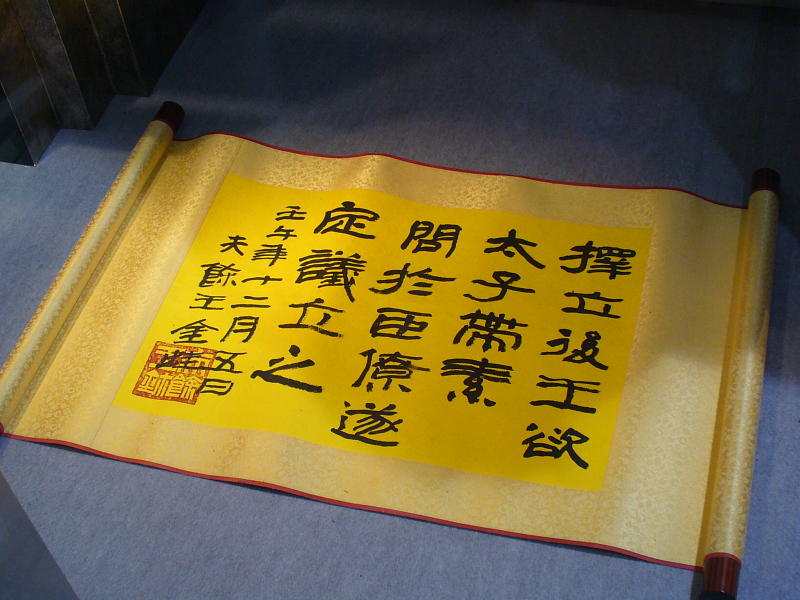 擇立後王欲
太子帶素
問於臣僚遂
定議立之
壬午年十二月五日
夫餘王金蛙